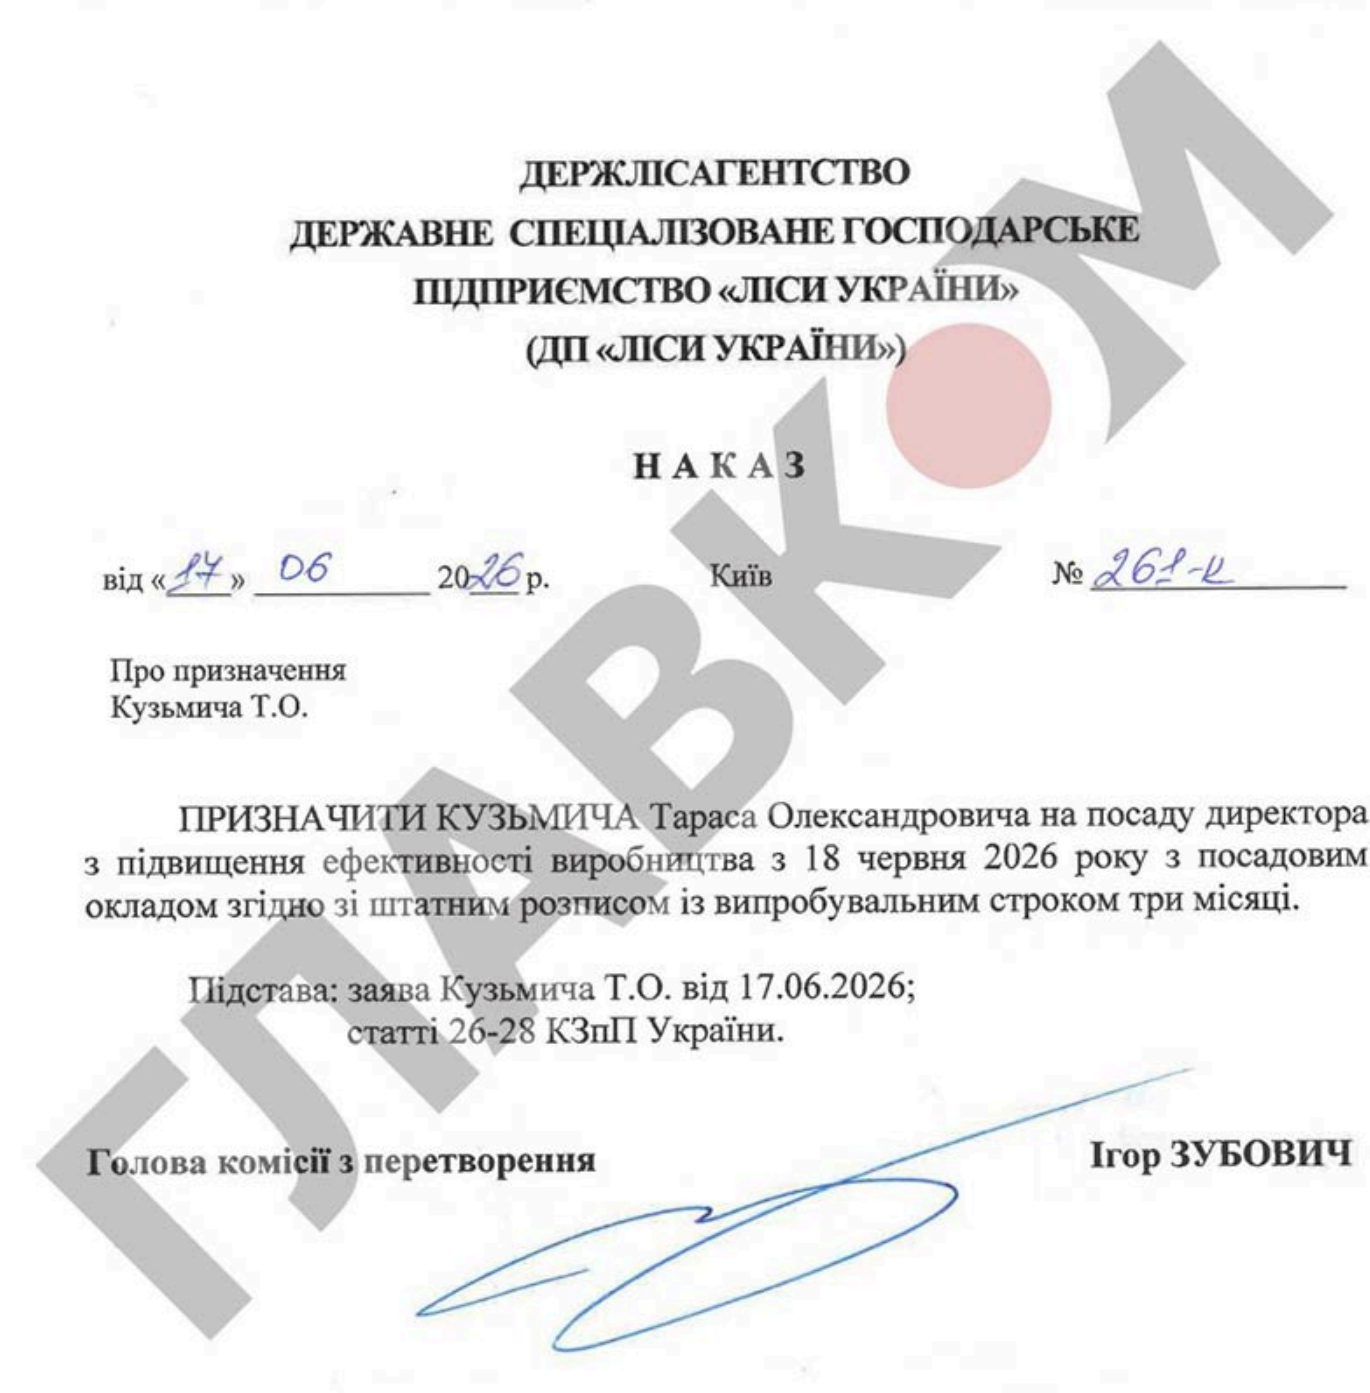 ДЕРЖЛІСАГЕНТСТВО
ДЕРЖАВНЕ СПЕЦІАЛІЗОВАНЕ ГОСПОДАРСЬКЕ
ПІДПРИЄМСТВО «ЛІСИ УКРАЇНИ»
(ДП «ЛІСИ УКРАЇНИ»)
НАКАЗ
від «17» 06 2026 р. Київ № 261-к
Про призначення
Кузьмича Т.О.
ПРИЗНАЧИТИ КУЗЬМИЧА Тараса Олександровича на посаду директора
з підвищення ефективності виробництва з 18 червня 2026 року з посадовим
окладом згідно зі штатним розписом із випробувальним строком три місяці.
Підстава: заява Кузьмича Т.О. від 17.06.2026;
статті 26-28 КЗпП України.
Голова комісії з перетворення Ігор ЗУБОВИЧ
ГЛАВКОМ